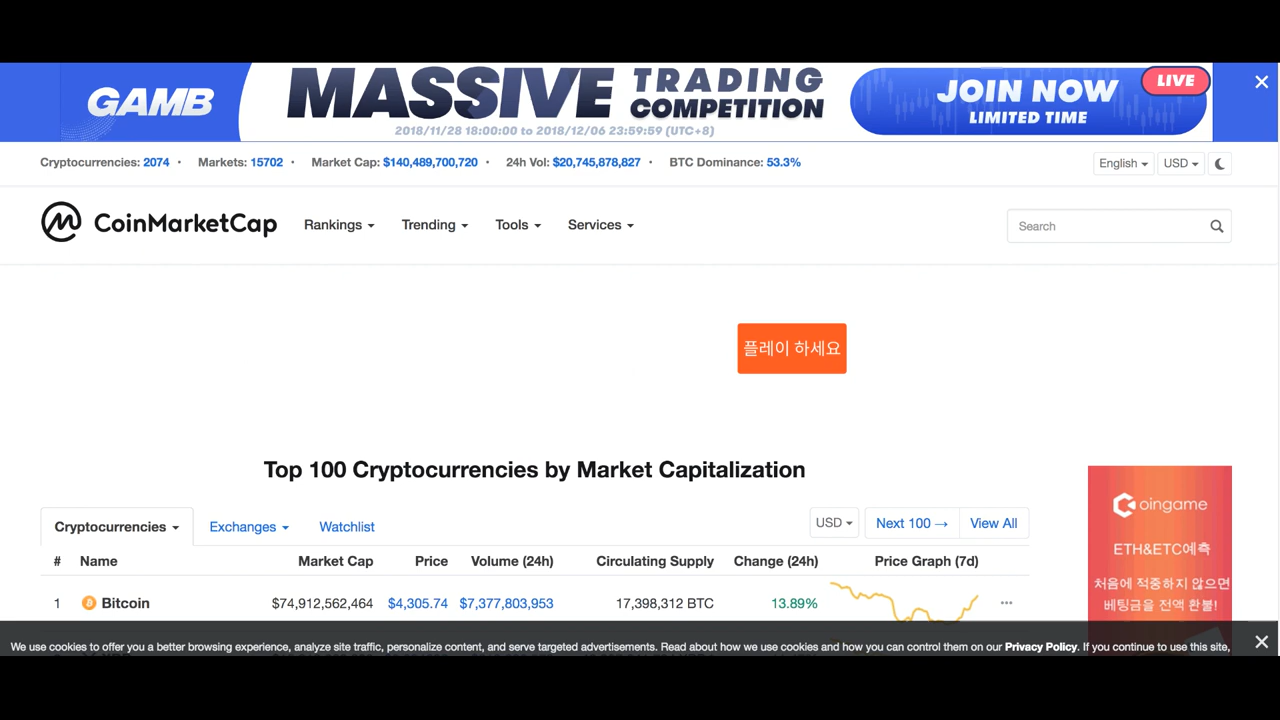 GAMB
MASSIVE TRADING COMPETITION
2018/11/28 18:00:00 to 2018/12/06 23:59:59 (UTC+8)
JOIN NOW
LIMITED TIME
LIVE
Cryptocurrencies: 2074 • Markets: 15702 • Market Cap: $140,489,700,720 • 24h Vol: $20,745,878,827 • BTC Dominance: 53.3%
English USD
CoinMarketCap Rankings Trending Tools Services Search
플레이 하세요
Top 100 Cryptocurrencies by Market Capitalization
Cryptocurrencies Exchanges Watchlist USD Next 100 → View All
# Name Market Cap Price Volume (24h) Circulating Supply Change (24h) Price Graph (7d)
1 Bitcoin $74,912,562,464 $4,305.74 $7,377,803,953 17,398,312 BTC 13.89%
Coingame
ETH&ETC예측
처음에 적중하지 않으면
베팅금을 전액 환불!
We use cookies to offer you a better browsing experience, analyze site traffic, personalize content, and serve targeted advertisements. Read about how we use cookies and how you can control them on our Privacy Policy. If you continue to use this site,